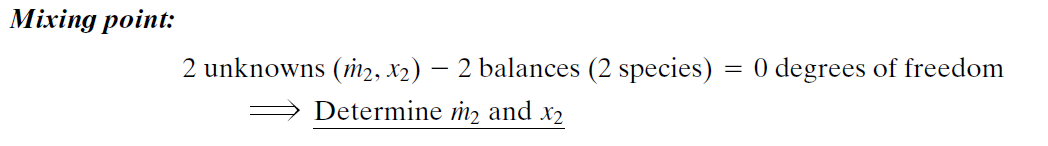 Mixing point:
2 unknowns (ṁ₂, x₂) − 2 balances (2 species) = 0 degrees of freedom
⟹ Determine ṁ₂ and x₂